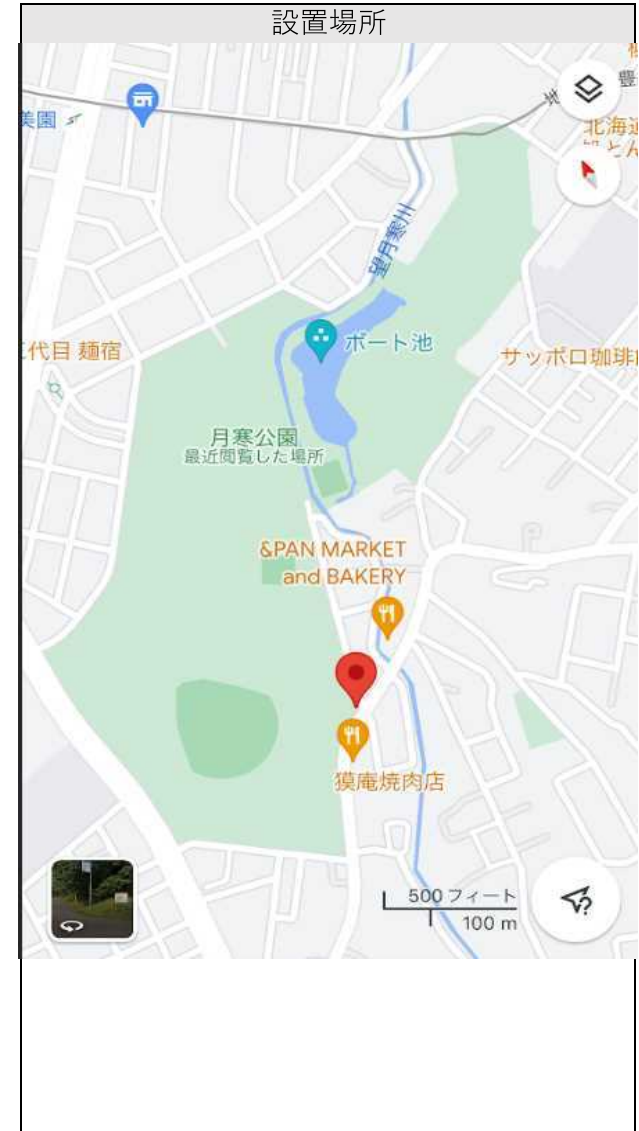 設置場所
美園
豊
北海道
望月寒川
ボート池
代目 麺宿
サッポロ珈琲
月寒公園
最近閲覧した場所
&PAN MARKET
and BAKERY
獏庵焼肉店
500 フィート
100 m